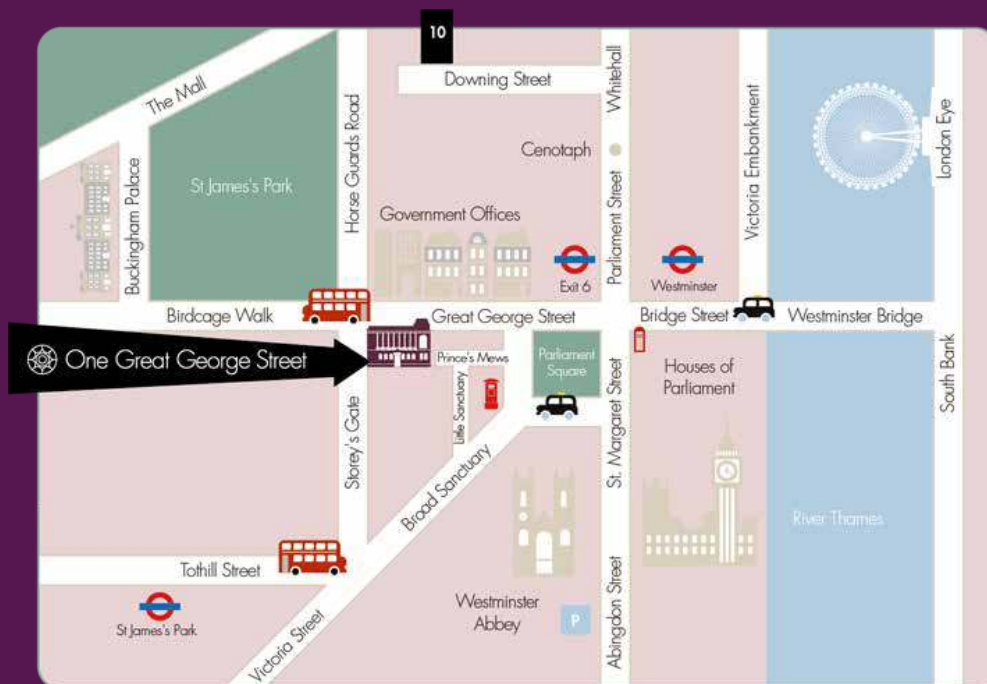 10
Downing Street
The Mall
Whitehall
Horse Guards Road
Victoria Embankment
London Eye
Cenotaph
St James's Park
Buckingham Palace
Government Offices
Parliament Street
Exit 6
Westminster
Birdcage Walk
Great George Street
Bridge Street
Westminster Bridge
One Great George Street
Prince's Mews
Parliament
Square
Houses of
Parliament
South Bank
Little Sanctuary
Storey's Gate
St. Margaret Street
Broad Sanctuary
River Thames
Tothill Street
St James's Park
Westminster
Abbey
P
Abingdon Street
Victoria Street